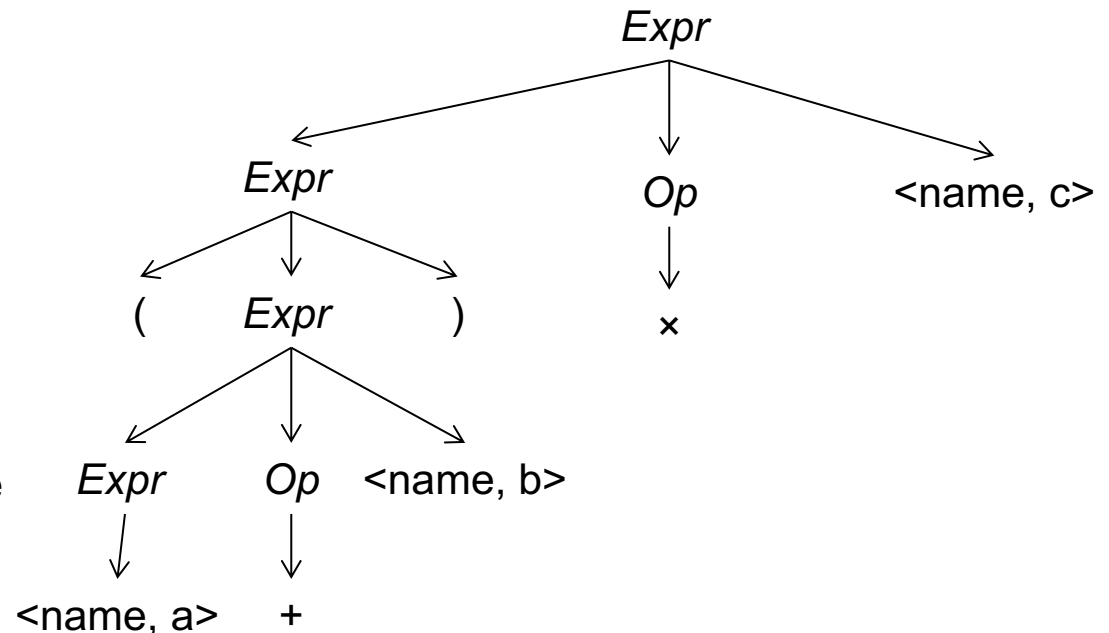 Expr
Expr Op <name, c>
( Expr ) ×
Expr Op <name, b>
<name, a> +